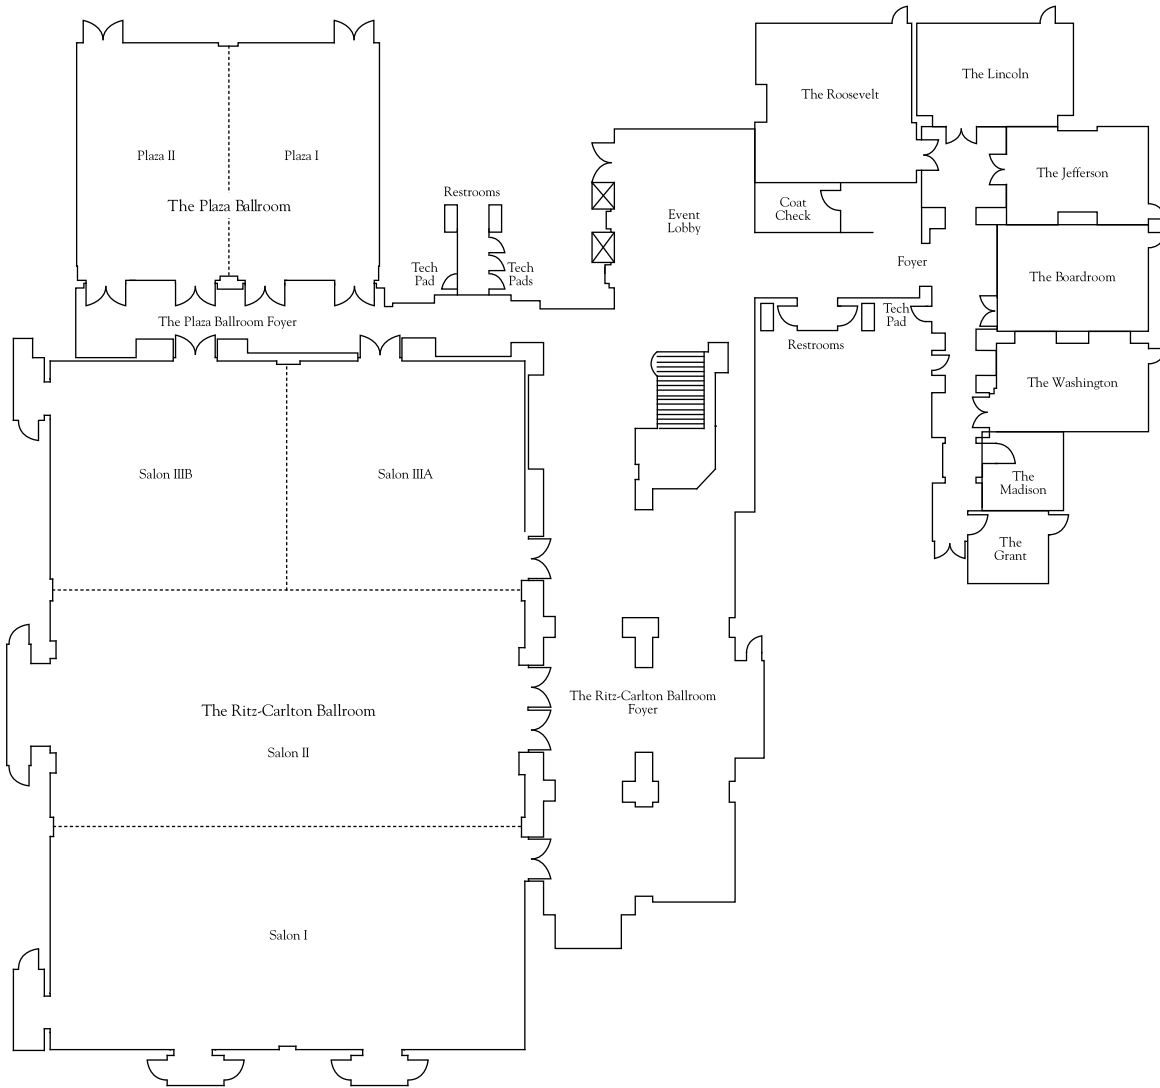 The Lincoln
The Roosevelt
Plaza II
Plaza I
The Jefferson
Restrooms
The Plaza Ballroom
Coat
Check
Event
Lobby
Foyer
Tech
Pad
Tech
Pads
The Boardroom
The Plaza Ballroom Foyer
Tech
Pad
Restrooms
The Washington
Salon IIIB
Salon IIIA
The
Madison
The
Grant
The Ritz-Carlton Ballroom
Foyer
The Ritz-Carlton Ballroom
Salon II
Salon I